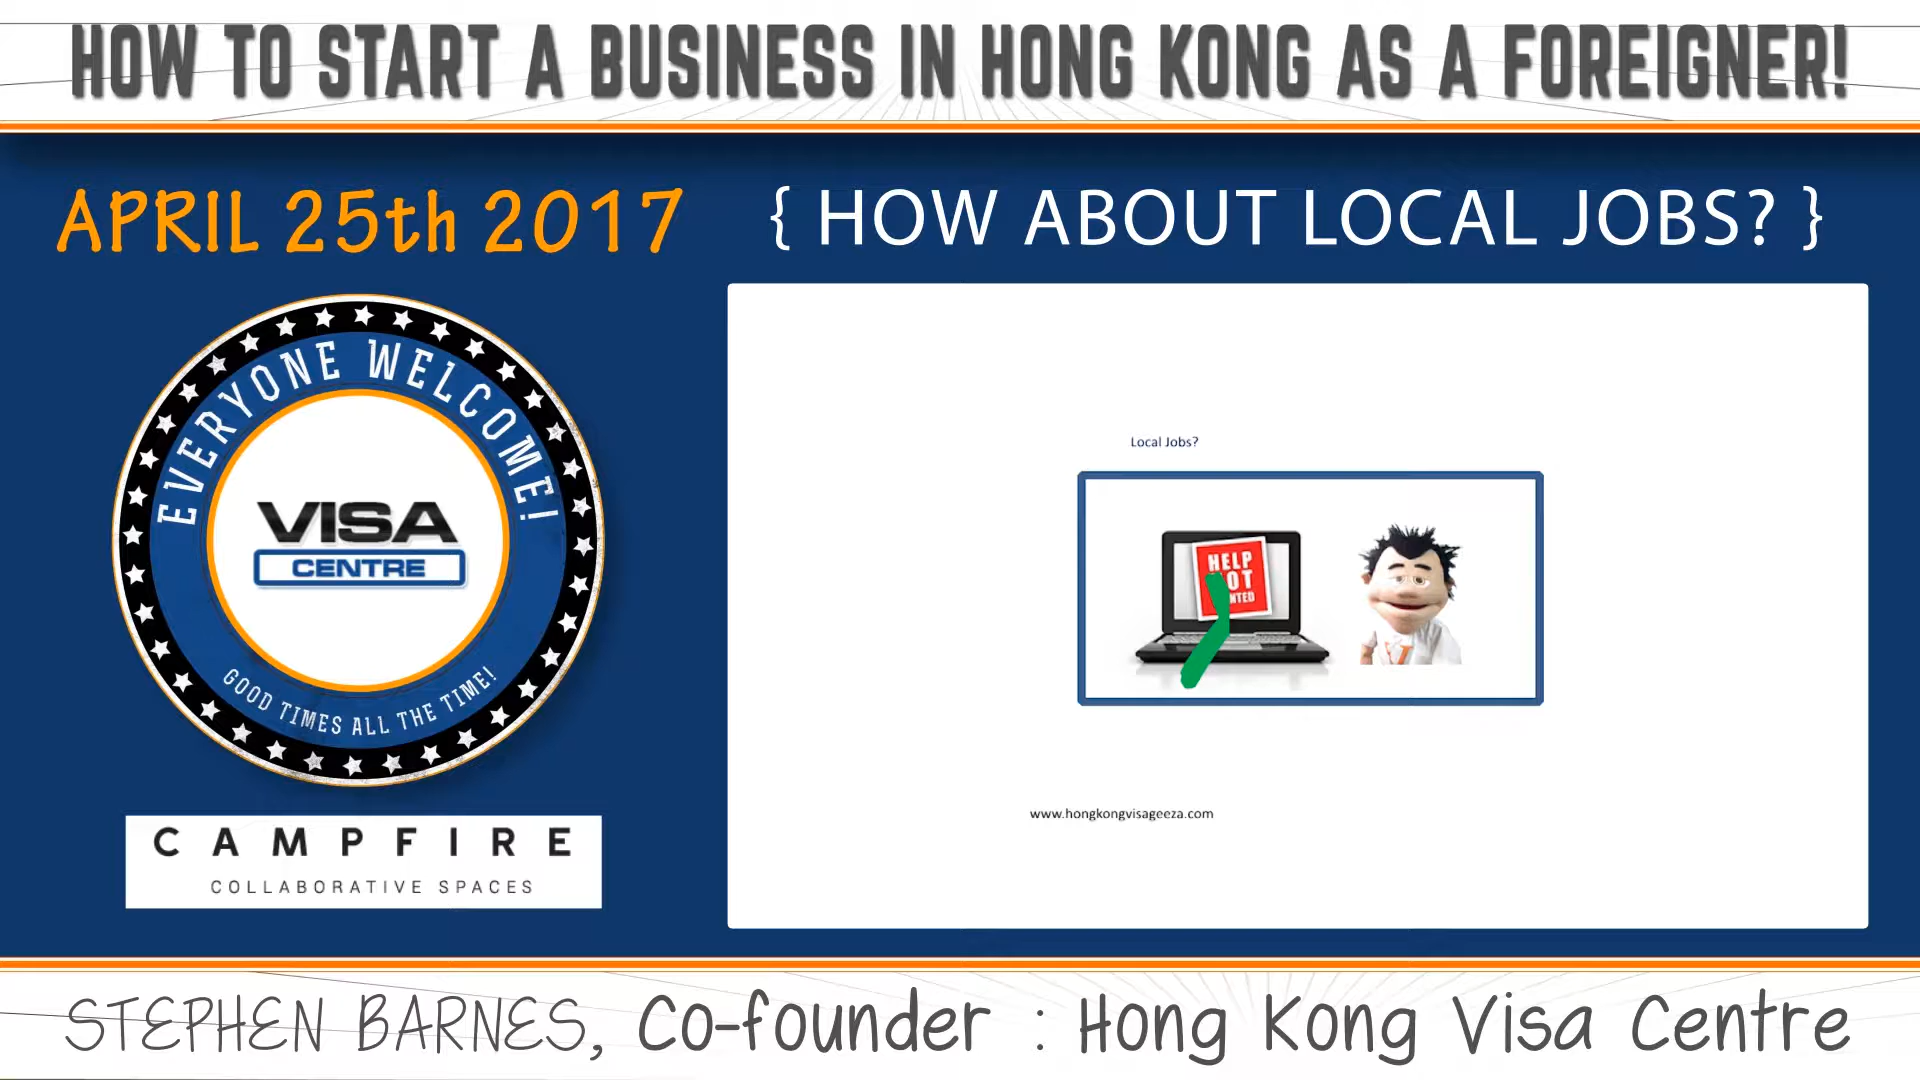 HOW TO START A BUSINESS IN HONG KONG AS A FOREIGNER!
APRIL 25th 2017
{ HOW ABOUT LOCAL JOBS? }
EVERYONE WELCOME!
VISA
CENTRE
GOOD TIMES ALL THE TIME!
CAMPFIRE
COLLABORATIVE SPACES
Local Jobs?
HELP
www.hongkongvisageeza.com
STEPHEN BARNES, Co-founder : Hong Kong Visa Centre